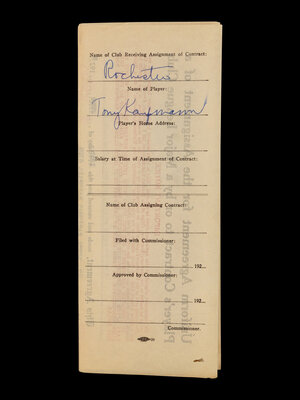 Name of Club Receiving Assignment of Contract:
Rochester
Name of Player:
Tony Kaufmann
Player's Home Address:
Salary at Time of Assignment of Contract:
Name of Club Assigning Contract:
Filed with Commissioner:
192...
Approved by Commissioner:
192...
Commissioner.